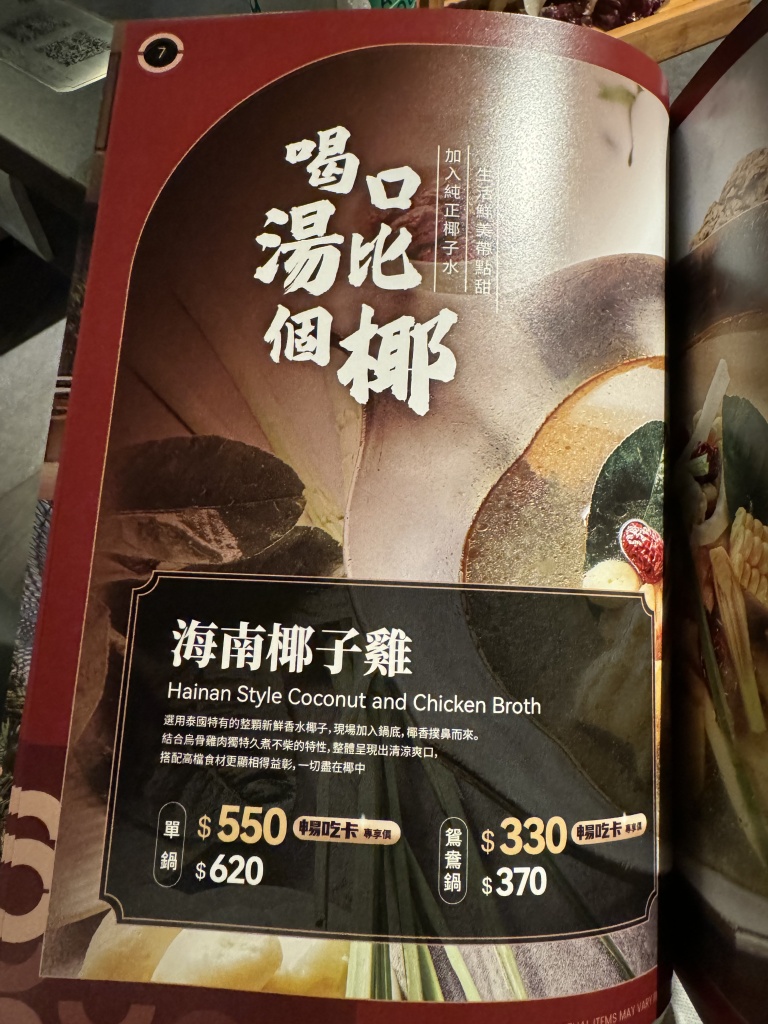 7
喝口
湯比
個椰
加入純正椰子水
生活鮮美帶點甜
海南椰子雞
Hainan Style Coconut and Chicken Broth
選用泰國特有的整顆新鮮香水椰子，現場加入鍋底，椰香撲鼻而來。
結合烏骨雞肉獨特久煮不柴的特性，整體呈現出清涼爽口，
搭配高檔食材更顯相得益彰，一切盡在椰中
單鍋
$550 暢吃卡 專享價
$620
鴛鴦鍋
$330 暢吃卡 專享價
$370
ITEMS MAY VARY